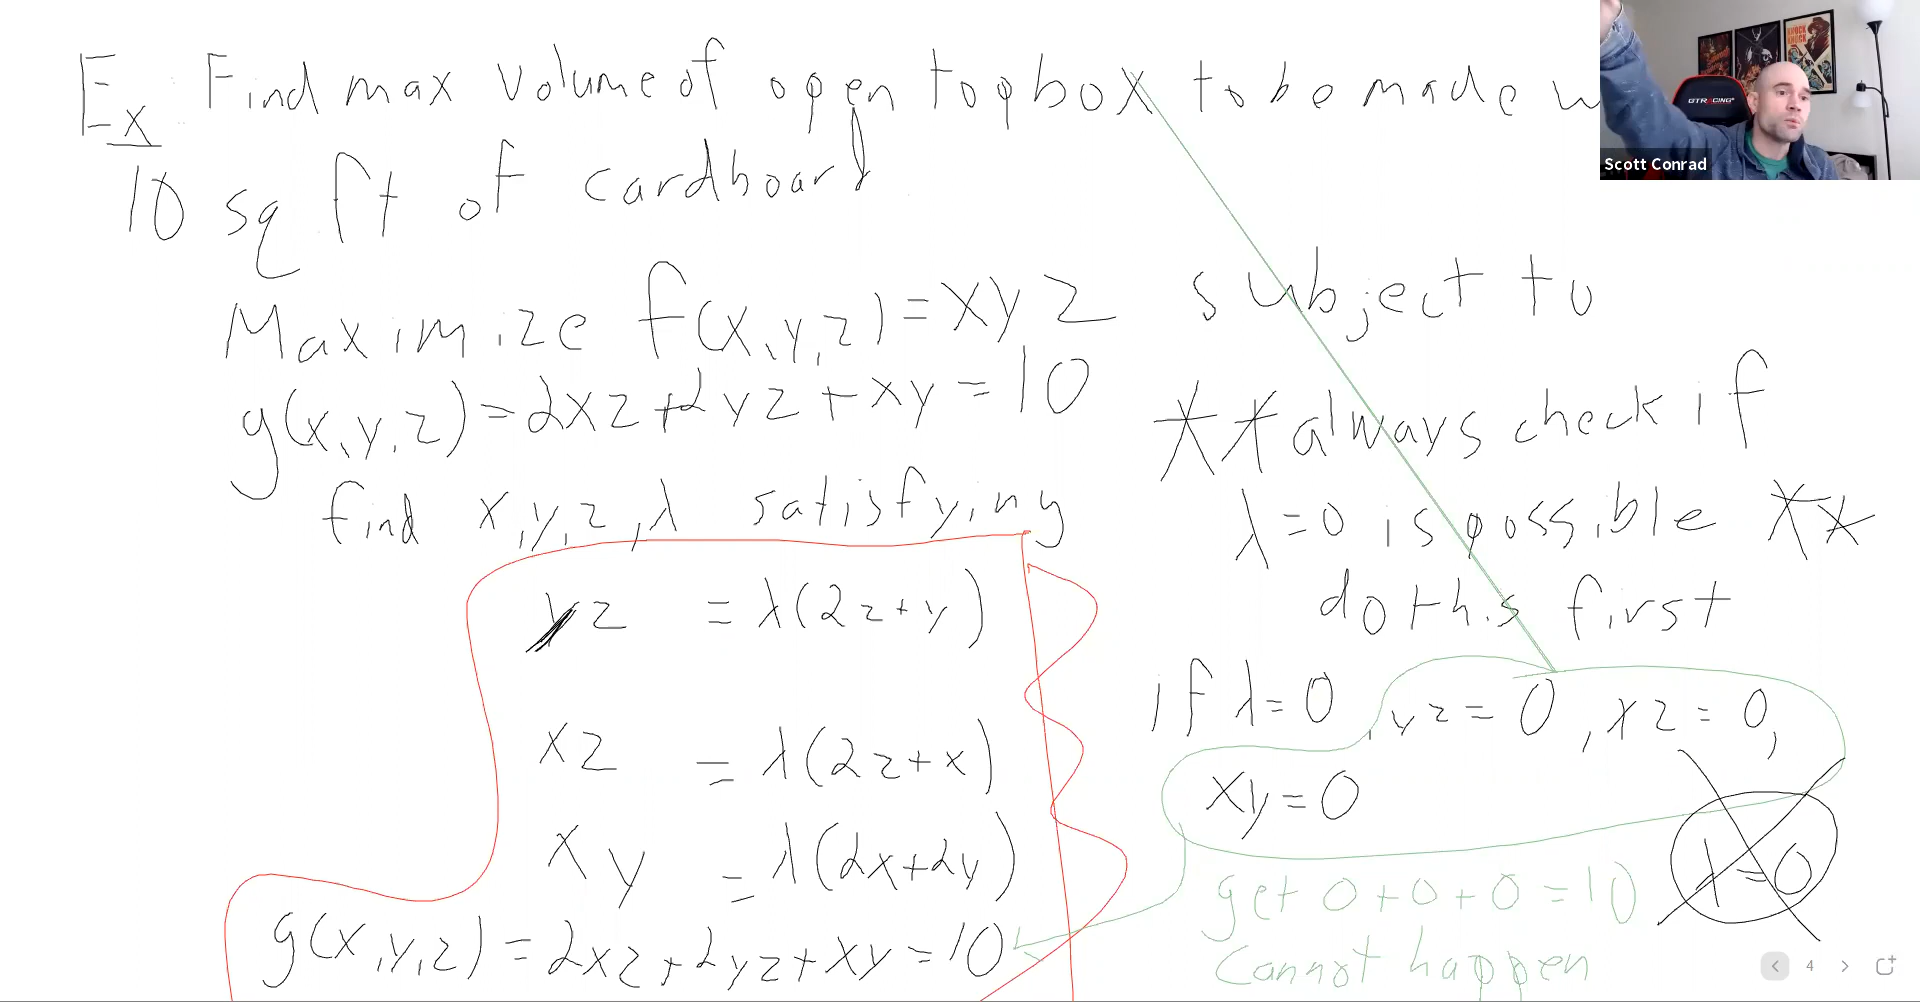 Ex: Find max volume of open top box to be made w
10 sq ft of cardboard
Maximize f(x,y,z)=xyz subject to
g(x,y,z)=2xz+2yz+xy=10
find x,y,z,λ satisfying
yz = λ(2z+y)
xz = λ(2z+x)
xy = λ(2x+2y)
g(x,y,z)=2xz+2yz+xy=10
**always check if
λ=0 is possible **
do this first
if λ=0, yz=0, xz=0,
xy=0
λ=0
get 0+0+0=10
cannot happen
GTRACING
KNOCK KNOCK
Scott Conrad
4